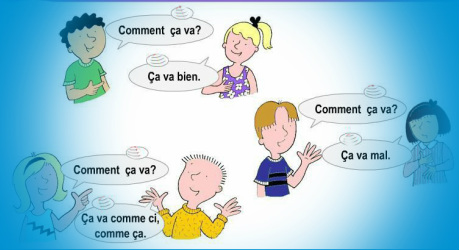 Comment ça va?
Ça va bien.
Comment ça va?
Ça va mal.
Comment ça va?
Ça va comme ci,
comme ça.